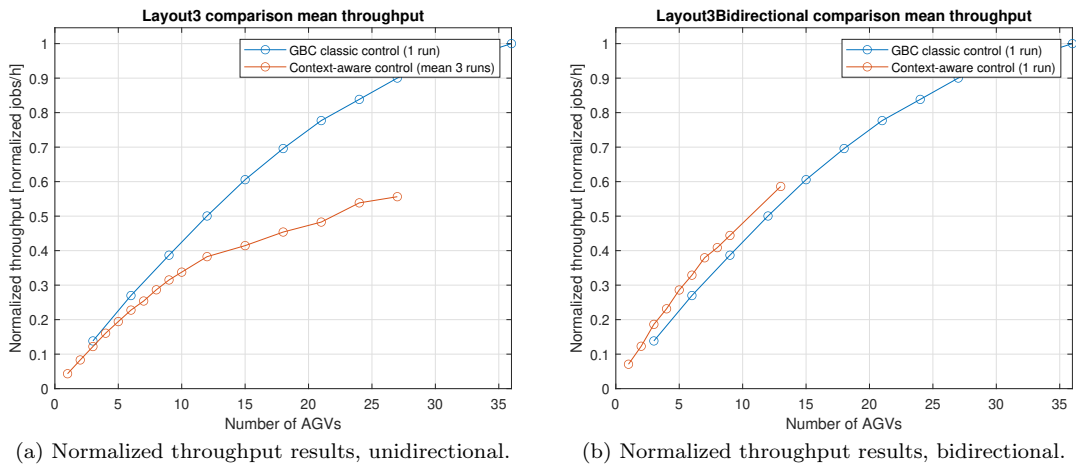 Layout3 comparison mean throughput
GBC classic control (1 run)
Context-aware control (mean 3 runs)
Normalized throughput [normalized jobs/h]
1
0.9
0.8
0.7
0.6
0.5
0.4
0.3
0.2
0.1
0
0 5 10 15 20 25 30 35
Number of AGVs
(a) Normalized throughput results, unidirectional.
Layout3Bidirectional comparison mean throughput
GBC classic control (1 run)
Context-aware control (1 run)
Normalized throughput [normalized jobs/h]
1
0.9
0.8
0.7
0.6
0.5
0.4
0.3
0.2
0.1
0
0 5 10 15 20 25 30 35
Number of AGVs
(b) Normalized throughput results, bidirectional.